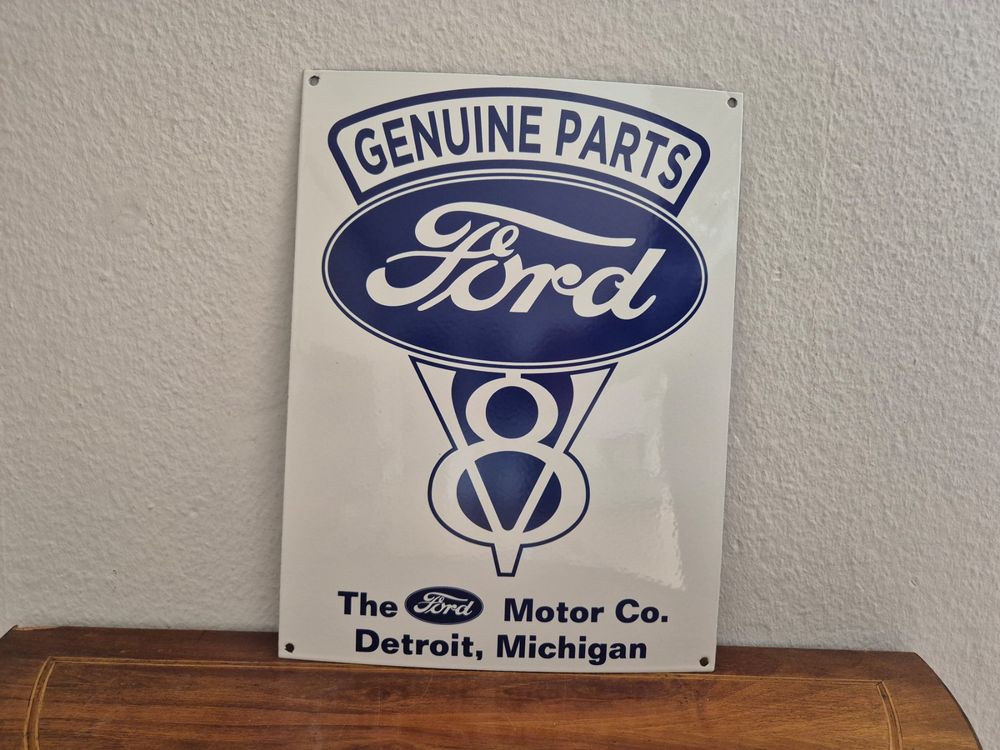 GENUINE PARTS
Ford
V8
The Ford Motor Co.
Detroit, Michigan